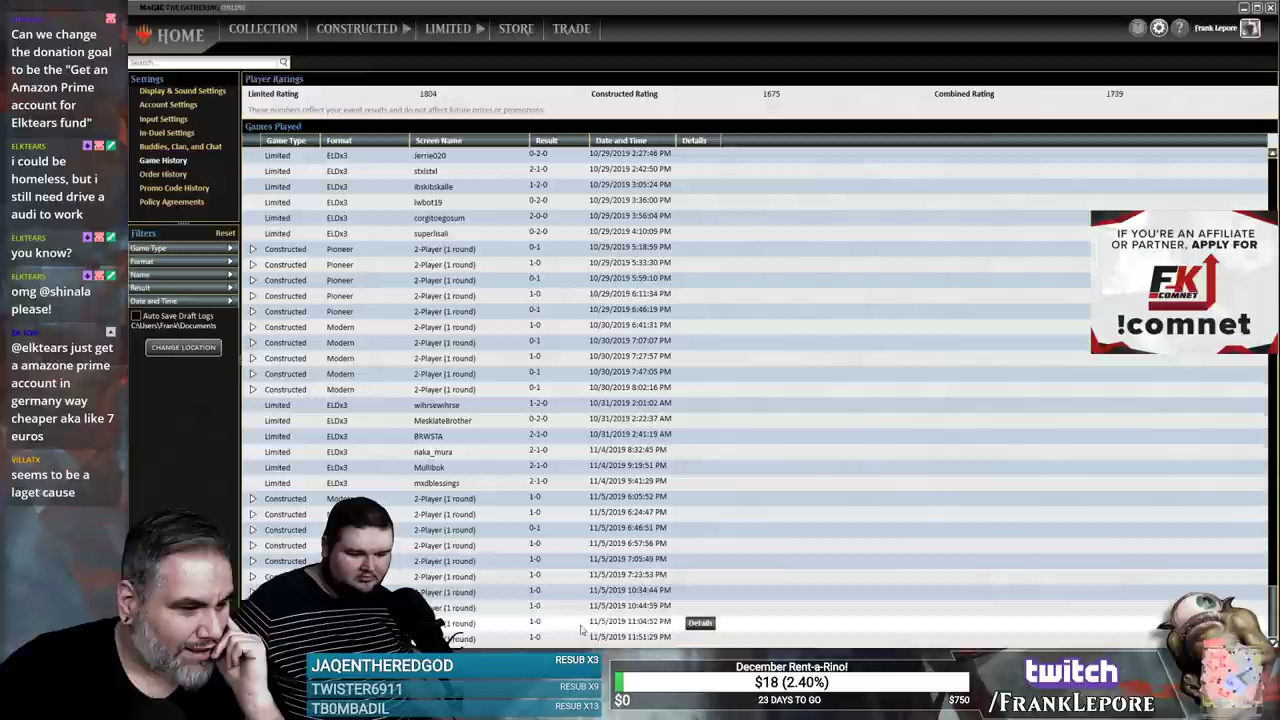 Can we change
the donation goal
to be the "Get an
Amazon Prime
account for
Elktears fund"
ELKTEARS
i could be
homeless, but i
still need drive a
audi to work
ELKTEARS
you know?
ELKTEARS
omg @shinala
please!
@elktears just get
a amazone prime
account in
germany way
cheaper aka like 7
euros
VILLATX
seems to be a
laget cause
MAGIC THE GATHERING ONLINE
HOME COLLECTION CONSTRUCTED LIMITED STORE TRADE
Frank Lepore
Search...
Settings
Display & Sound Settings
Account Settings
Input Settings
In-Duel Settings
Buddies, Clan, and Chat
Game History
Order History
Promo Code History
Policy Agreements
Filters Reset
Game Type
Format
Name
Result
Date and Time
Auto Save Draft Logs
C:\Users\Frank\Documents
CHANGE LOCATION
Player Ratings
Limited Rating 1804 Constructed Rating 1675 Combined Rating 1739
These numbers reflect your event results and do not affect future prizes or promotions.
Games Played
Game Type Format Screen Name Result Date and Time Details
Limited ELDx3 Jerrie020 0-2-0 10/29/2019 2:27:46 PM
Limited ELDx3 stxlstxl 2-1-0 10/29/2019 2:42:50 PM
Limited ELDx3 ibskibskalle 1-2-0 10/29/2019 3:05:24 PM
Limited ELDx3 lwbot19 2-0-0 10/29/2019 3:36:00 PM
Limited ELDx3 corgitoegosum 2-0-0 10/29/2019 3:56:04 PM
Limited ELDx3 superlisali 0-2-0 10/29/2019 4:10:09 PM
Constructed Pioneer 2-Player (1 round) 0-1 10/29/2019 5:18:59 PM
Constructed Pioneer 2-Player (1 round) 1-0 10/29/2019 5:33:30 PM
Constructed Pioneer 2-Player (1 round) 0-1 10/29/2019 5:59:10 PM
Constructed Pioneer 2-Player (1 round) 1-0 10/29/2019 6:11:34 PM
Constructed Pioneer 2-Player (1 round) 0-1 10/29/2019 6:46:19 PM
Constructed Modern 2-Player (1 round) 1-0 10/30/2019 6:41:31 PM
Constructed Modern 2-Player (1 round) 0-1 10/30/2019 7:07:07 PM
Constructed Modern 2-Player (1 round) 1-0 10/30/2019 7:27:57 PM
Constructed Modern 2-Player (1 round) 0-1 10/30/2019 7:47:05 PM
Constructed Modern 2-Player (1 round) 0-1 10/30/2019 8:02:16 PM
Limited ELDx3 wihrsewihrse 1-2-0 10/31/2019 2:01:02 AM
Limited ELDx3 MesklateBrother 0-2-0 10/31/2019 2:22:37 AM
Limited ELDx3 BRWSTA 2-1-0 10/31/2019 2:41:19 AM
Limited ELDx3 naka_mura 2-1-0 11/4/2019 8:32:45 PM
Limited ELDx3 Mullibok 2-1-0 11/4/2019 9:19:51 PM
Limited ELDx3 mxdblessings 2-1-0 11/4/2019 9:41:29 PM
Constructed Modern 2-Player (1 round) 1-0 11/5/2019 6:05:52 PM
Constructed 2-Player (1 round) 1-0 11/5/2019 6:24:47 PM
Constructed 2-Player (1 round) 0-1 11/5/2019 6:46:51 PM
Constructed 2-Player (1 round) 1-0 11/5/2019 6:57:56 PM
Constructed 2-Player (1 round) 1-0 11/5/2019 7:05:49 PM
2-Player (1 round) 1-0 11/5/2019 7:23:53 PM
2-Player (1 round) 1-0 11/5/2019 10:34:44 PM
(1 round) 1-0 11/5/2019 10:44:59 PM
(1 round) 1-0 11/5/2019 11:04:52 PM Details
(1 round) 1-0 11/5/2019 11:51:29 PM
IF YOU'RE AN AFFILIATE
OR PARTNER, APPLY FOR
FK
COMNET
!comnet
JAQENTHEREDGOD RESUB X3
TWISTER6911 RESUB X9
TB0MBADIL RESUB X13
December Rent-a-Rino!
$18 (2.40%)
$0 23 DAYS TO GO $750
twitch
/FRANKLEPORE